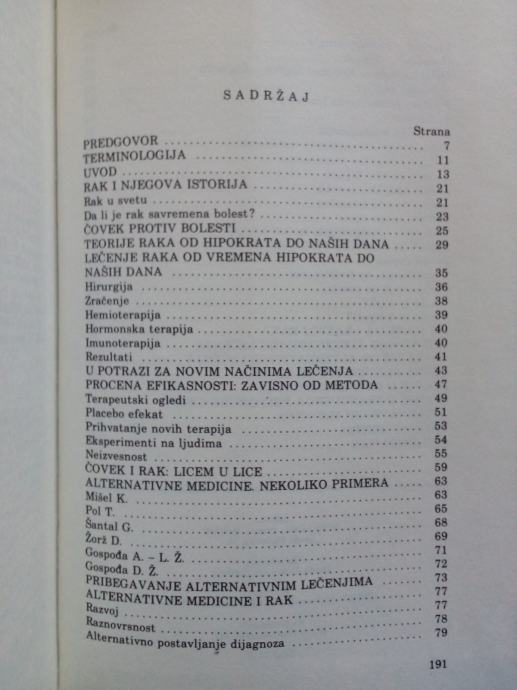 SADRŽAJ
Strana
PREDGOVOR 7
TERMINOLOGIJA 11
UVOD 13
RAK I NJEGOVA ISTORIJA 21
Rak u svetu 21
Da li je rak savremena bolest? 23
ČOVEK PROTIV BOLESTI 25
TEORIJE RAKA OD HIPOKRATA DO NAŠIH DANA 29
LEČENJE RAKA OD VREMENA HIPOKRATA DO
NAŠIH DANA 35
Hirurgija 36
Zračenje 38
Hemioterapija 39
Hormonska terapija 40
Imunoterapija 40
Rezultati 41
U POTRAZI ZA NOVIM NAČINIMA LEČENJA 43
PROCENA EFIKASNOSTI: ZAVISNO OD METODA 47
Terapeutski ogledi 49
Placebo efekat 51
Prihvatanje novih terapija 53
Eksperimenti na ljudima 54
Neizvesnost 55
ČOVEK I RAK: LICEM U LICE 59
ALTERNATIVNE MEDICINE. NEKOLIKO PRIMERA 63
Mišel K. 63
Pol T. 65
Šantal G. 68
Žorž D. 69
Gospođa A. – L. Ž. 71
Gospođa D. Ž. 72
PRIBEGAVANJE ALTERNATIVNIM LEČENJIMA 73
ALTERNATIVNE MEDICINE I RAK 77
Razvoj 77
Raznovrsnost 78
Alternativno postavljanje dijagnoza 79
191